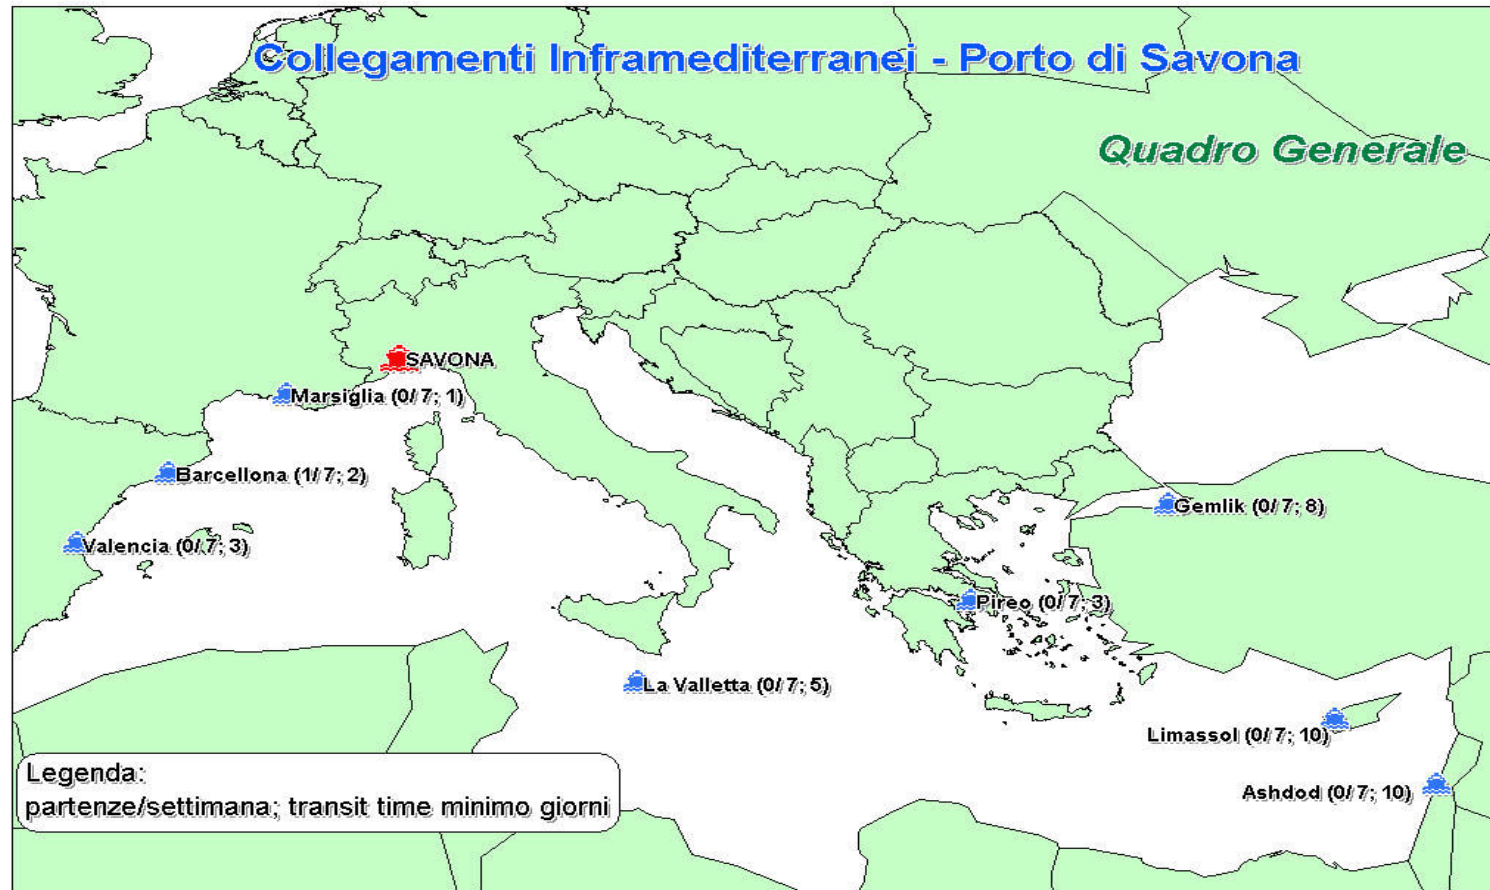 Collegamenti Inframediterranei - Porto di Savona
Quadro Generale
SAVONA
Marsiglia (0/7; 1)
Barcellona (1/7; 2)
Gemlik (0/7; 8)
Valencia (0/7; 3)
Pireo (0/7; 3)
La Valletta (0/7; 5)
Limassol (0/7; 10)
Ashdod (0/7; 10)
Legenda:
partenze/settimana; transit time minimo giorni